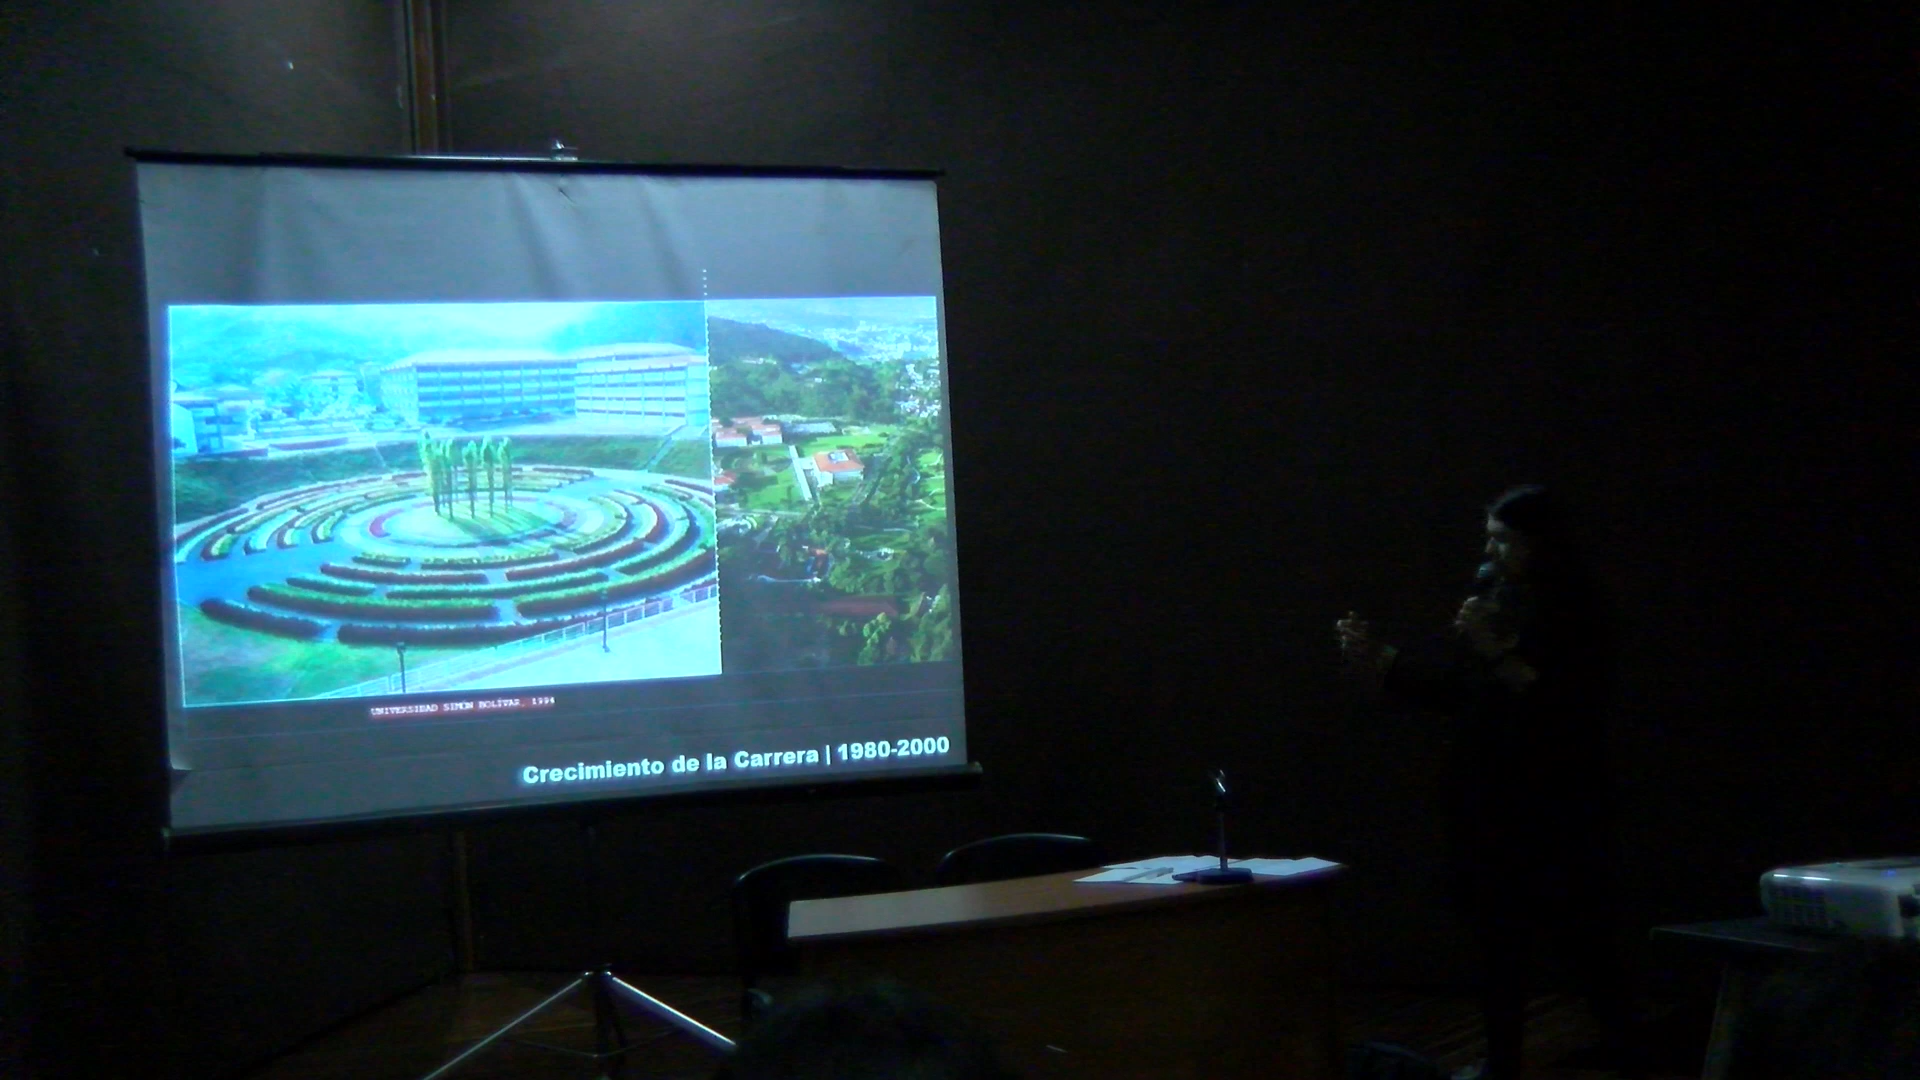 UNIVERSIDAD SIMÓN BOLÍVAR. 1994
Crecimiento de la Carrera | 1980-2000